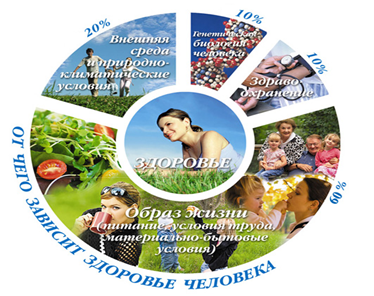 20%
Внешняя
среда
и природно-
климатические
условия
10%
Генетическая
биология
человека
10%
Здраво-
охранение
ЗДОРОВЬЕ
60%
Образ жизни
(питание, условия труда,
материально-бытовые
условия)
ОТ ЧЕГО ЗАВИСИТ ЗДОРОВЬЕ ЧЕЛОВЕКА